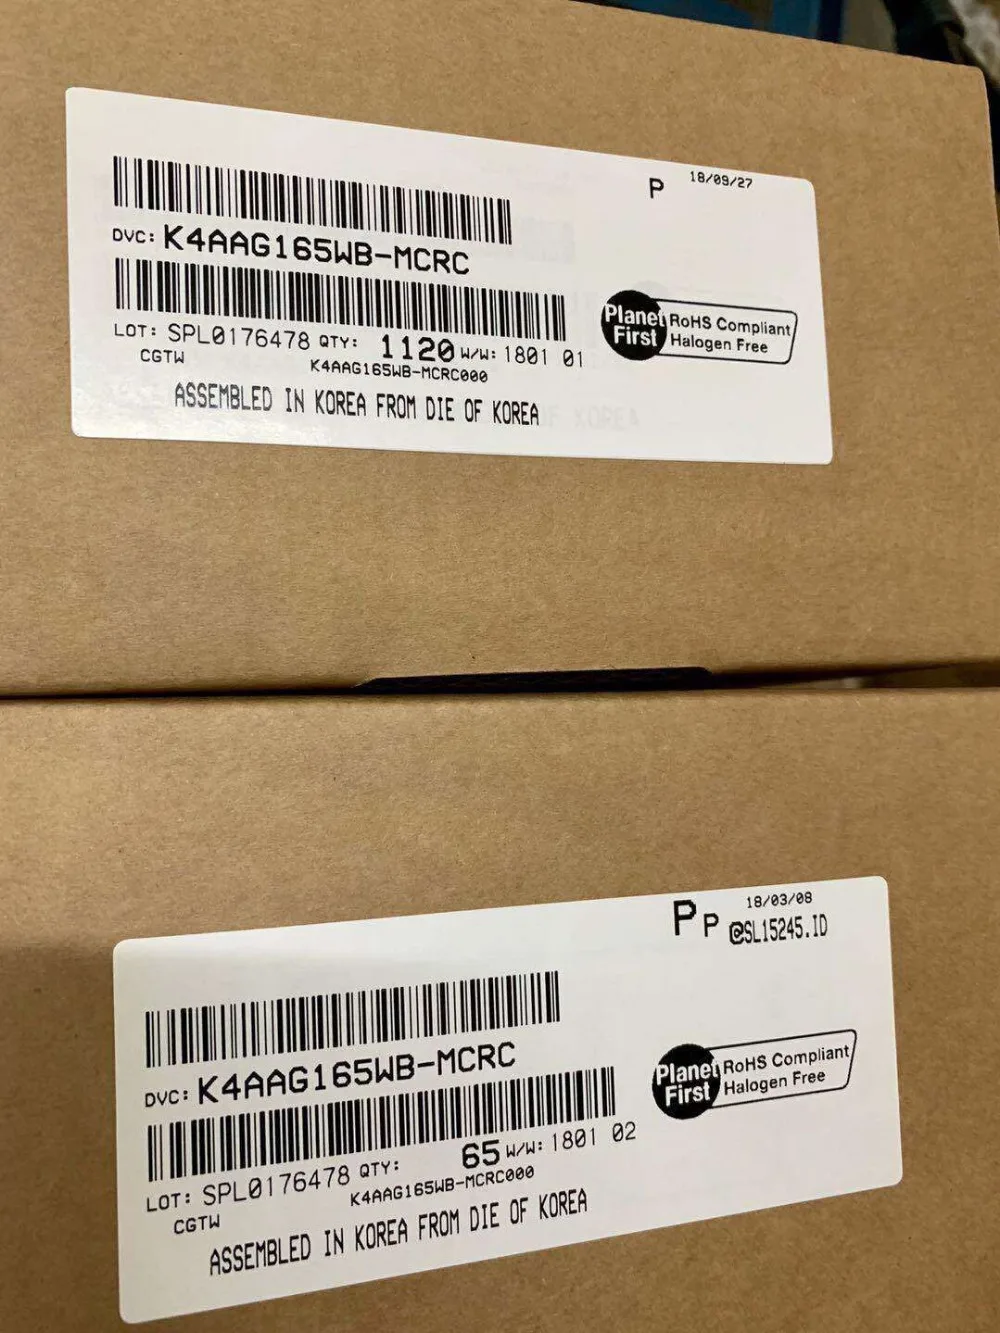 P 18/09/27
DVC: K4AAG165WB-MCRC
LOT: SPL0176478 QTY: 1120 W/W: 1801 01
CGTW K4AAG165WB-MCRC000
ASSEMBLED IN KOREA FROM DIE OF KOREA
Planet First
RoHS Compliant
Halogen Free
P P 18/03/08
@SL15245.ID
DVC: K4AAG165WB-MCRC
LOT: SPL0176478 QTY: 65 W/W: 1801 02
CGTW K4AAG165WB-MCRC000
ASSEMBLED IN KOREA FROM DIE OF KOREA
Planet First
RoHS Compliant
Halogen Free